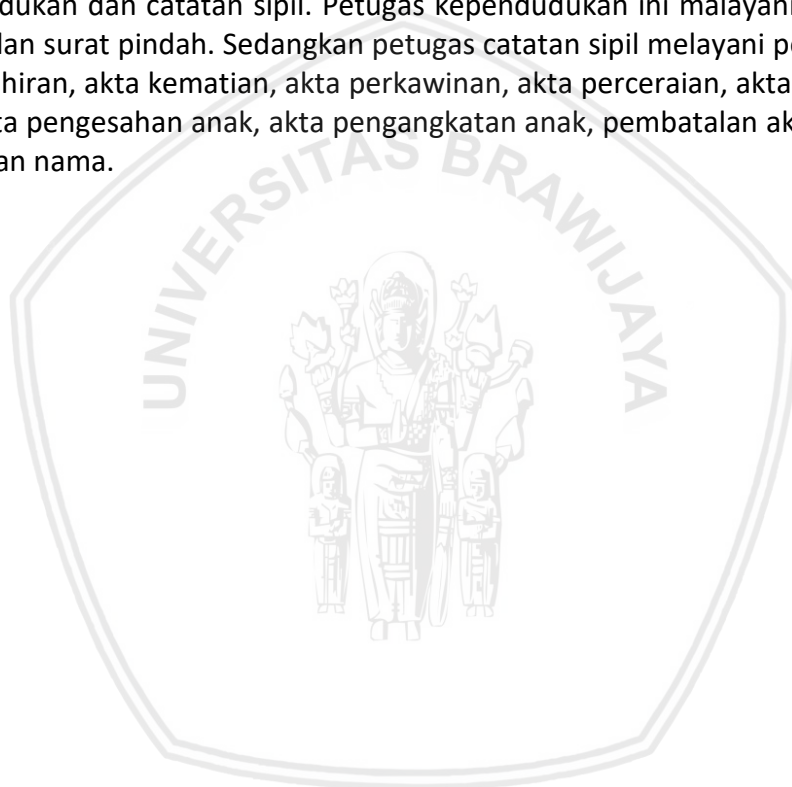 dukan dan catatan sipil. Petugas kependudukan ini malayani
lan surat pindah. Sedangkan petugas catatan sipil melayani pe
hiran, akta kematian, akta perkawinan, akta perceraian, akta
ta pengesahan anak, akta pengangkatan anak, pembatalan ak
an nama.
UNIVERSITAS BRAWIJAYA